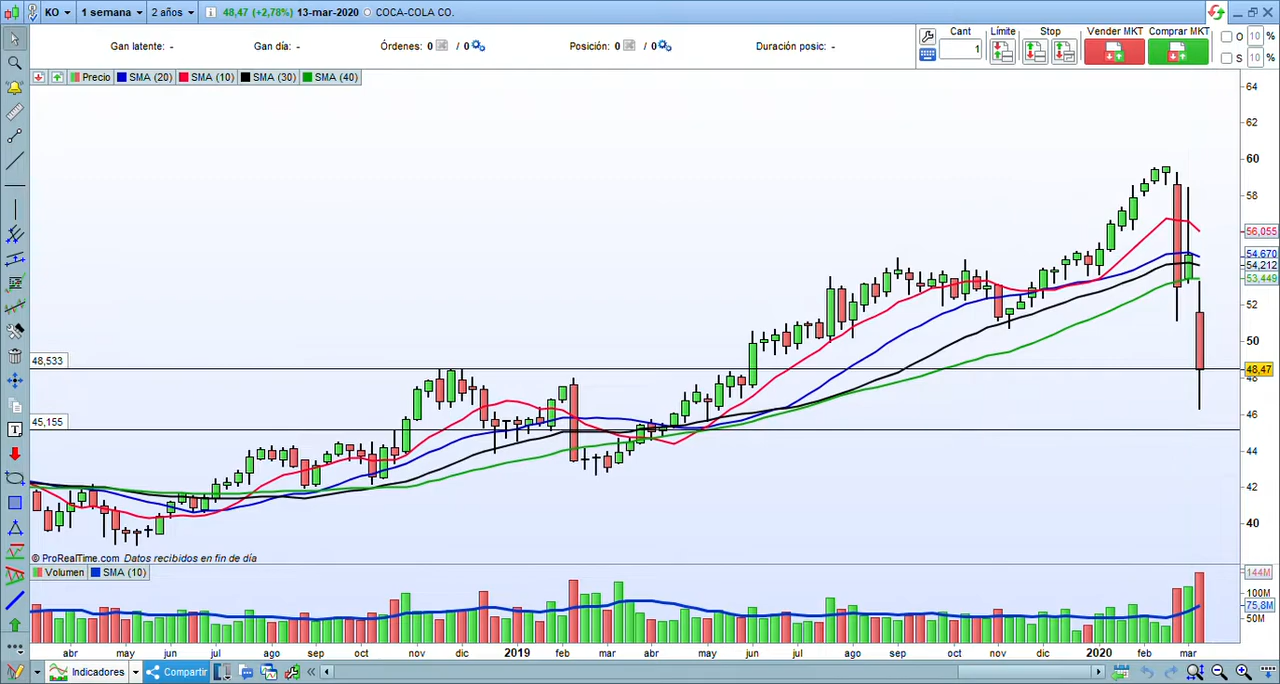 KO 1 semana 2 años 48,47 (+2,78%) 13-mar-2020 COCA-COLA CO.
Gan latente: - Gan día: - Órdenes: 0 / 0 Posición: 0 / 0 Duración posic: -
Cant Límite Stop Vender MKT Comprar MKT O 10 %
1 S 10 %
Precio SMA (20) SMA (10) SMA (30) SMA (40)
64
62
60
58
56,055
54,670
54,212
53,449
52
50
48,533
48,47
48
46
45,155
44
42
40
© ProRealTime.com Datos recibidos en fin de día
Volumen SMA (10)
144M
100M
75,8M
50M
abr may jun jul ago sep oct nov dic 2019 feb mar abr may jun jul ago sep oct nov dic 2020 feb mar
Indicadores Compartir